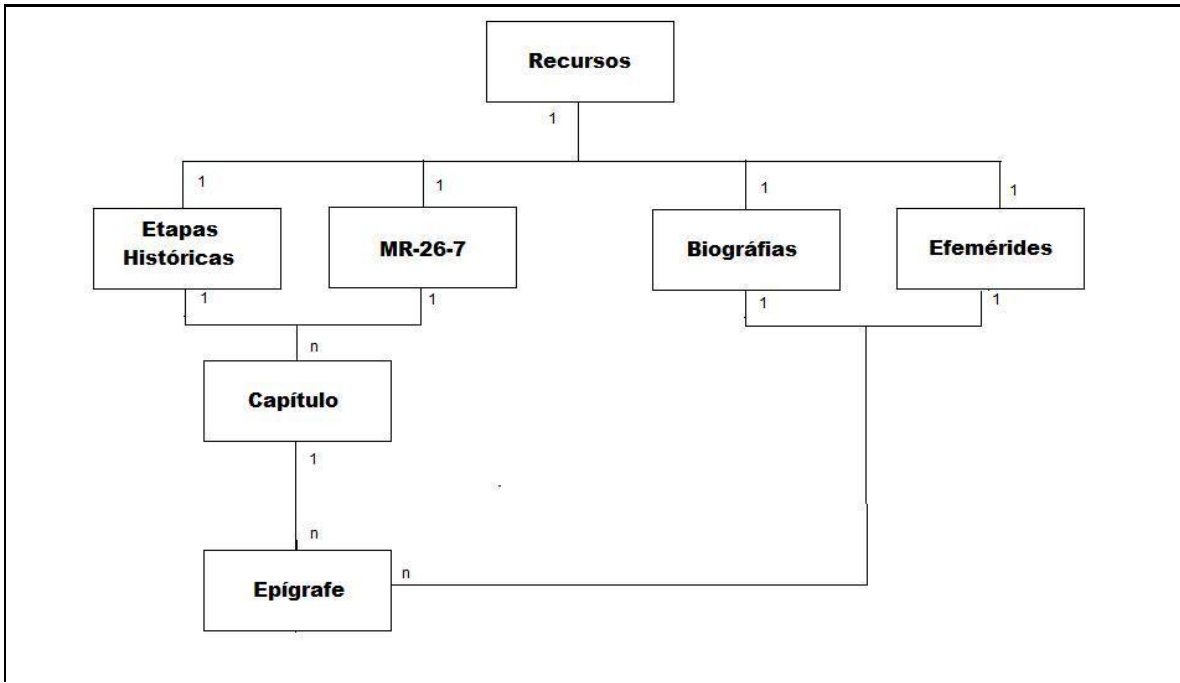 Recursos
1
1
1
1
1
Etapas
Históricas
MR-26-7
Biográfias
Efemérides
1
1
1
1
n
Capítulo
1
n
Epígrafe
n